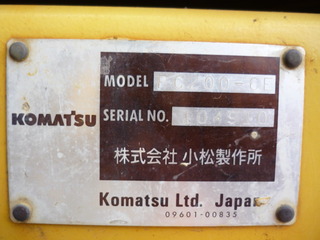 MODEL
KOMATSU
SERIAL NO.
株式会社 小松製作所
Komatsu Ltd. Japan
09601-00835